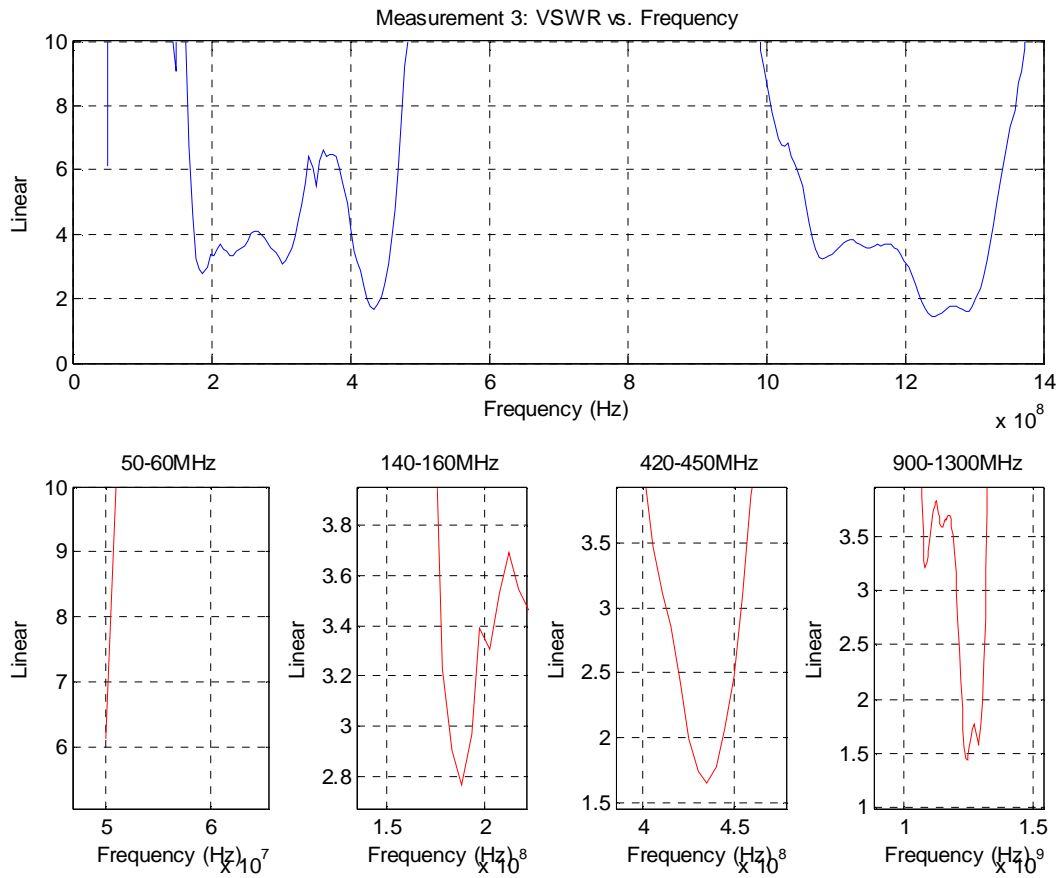 Measurement 3: VSWR vs. Frequency
10
8
6
4
2
0
Linear
0 2 4 6 8 10 12 14
Frequency (Hz)
x 10^8
50-60MHz
10
9
8
7
6
Linear
5 6
Frequency (Hz)
x 10^7
140-160MHz
3.8
3.6
3.4
3.2
3
2.8
Linear
1.5 2
Frequency (Hz)
x 10^8
420-450MHz
3.5
3
2.5
2
1.5
Linear
4 4.5
Frequency (Hz)
x 10^8
900-1300MHz
3.5
3
2.5
2
1.5
1
Linear
1 1.5
Frequency (Hz)
x 10^9